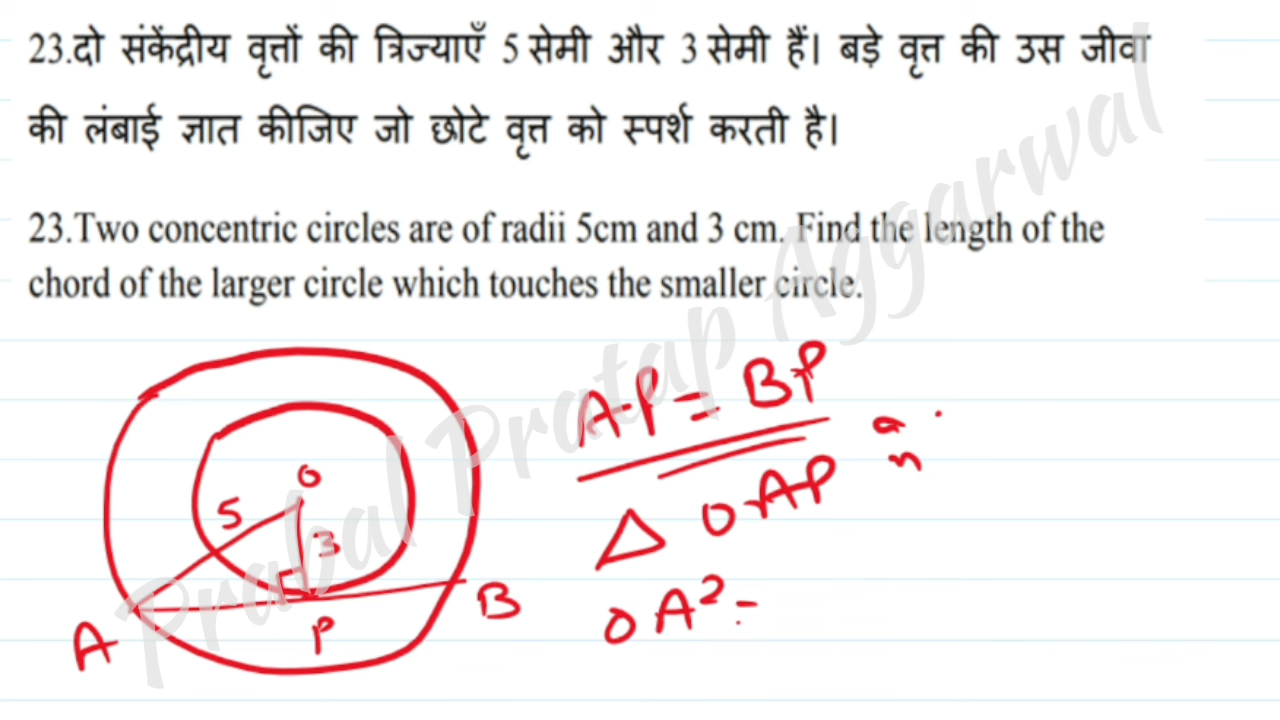 23.दो संकेंद्रीय वृत्तों की त्रिज्याएँ 5 सेमी और 3 सेमी हैं। बड़े वृत्त की उस जीवा
की लंबाई ज्ञात कीजिए जो छोटे वृत्त को स्पर्श करती है।
23.Two concentric circles are of radii 5cm and 3 cm. Find the length of the
chord of the larger circle which touches the smaller circle.
Prabal Pratap Aggarwal
AP = BP
O
5
3
△ OAP
A
P
B
OA² =